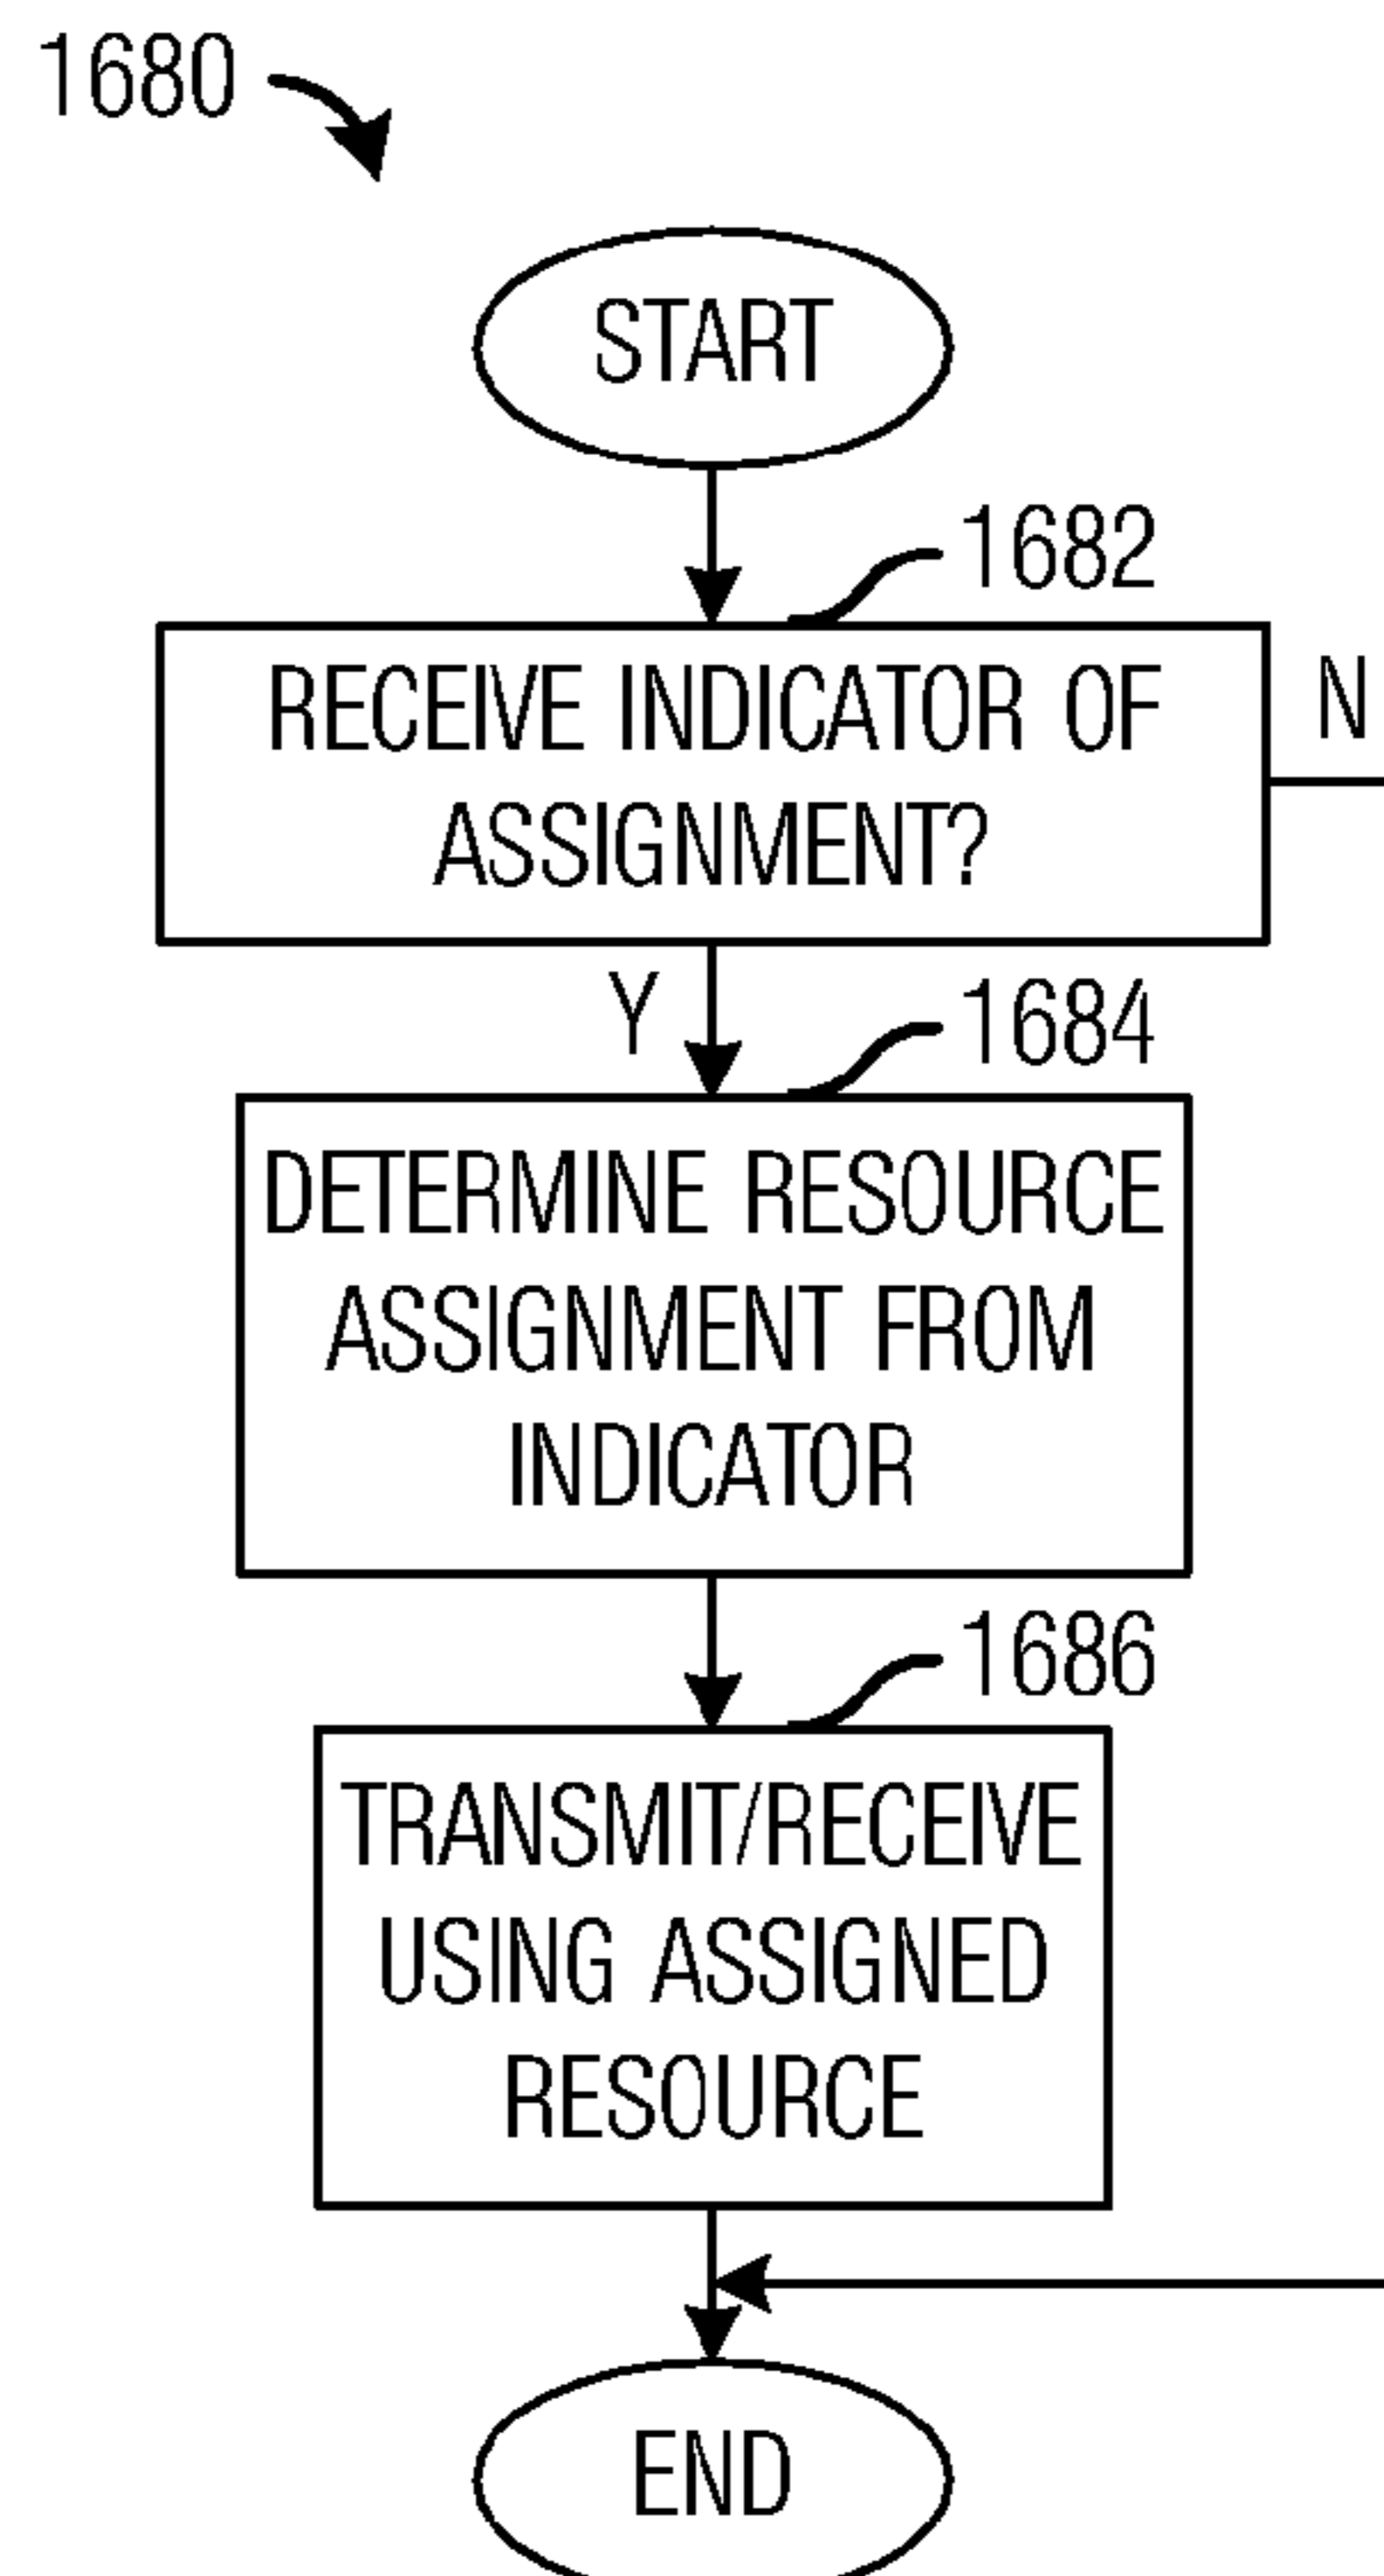 1680
START
1682
RECEIVE INDICATOR OF
ASSIGNMENT?
N
Y
1684
DETERMINE RESOURCE
ASSIGNMENT FROM
INDICATOR
1686
TRANSMIT/RECEIVE
USING ASSIGNED
RESOURCE
END